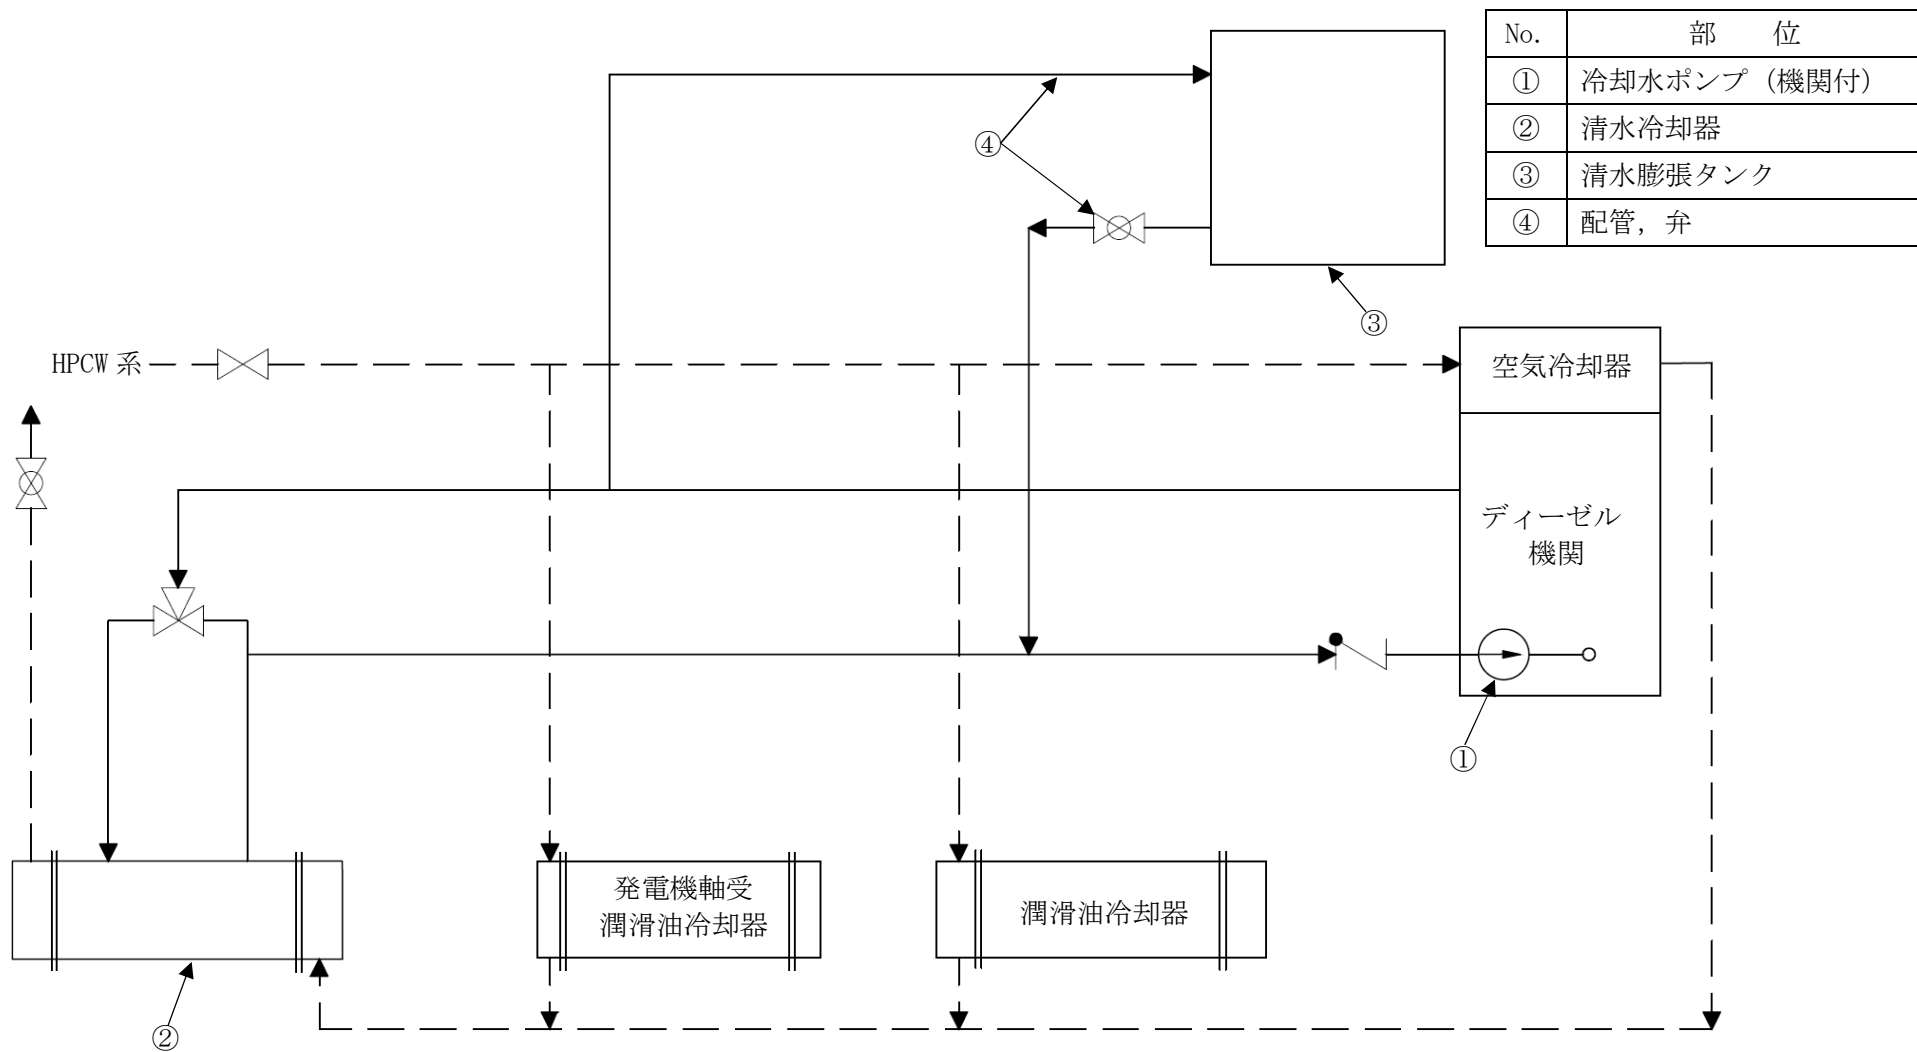 No. 部　位
① 冷却水ポンプ（機関付）
② 清水冷却器
③ 清水膨張タンク
④ 配管，弁
④
③
HPCW 系
空気冷却器
ディーゼル
機関
①
発電機軸受
潤滑油冷却器
潤滑油冷却器
②